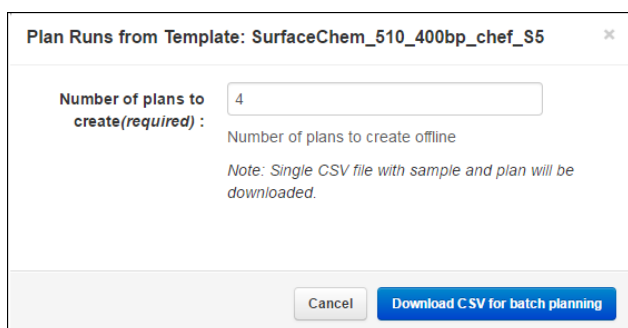 Plan Runs from Template: SurfaceChem_510_400bp_chef_S5 ×
Number of plans to
create(required) :
4
Number of plans to create offline
Note: Single CSV file with sample and plan will be
downloaded.
Cancel
Download CSV for batch planning